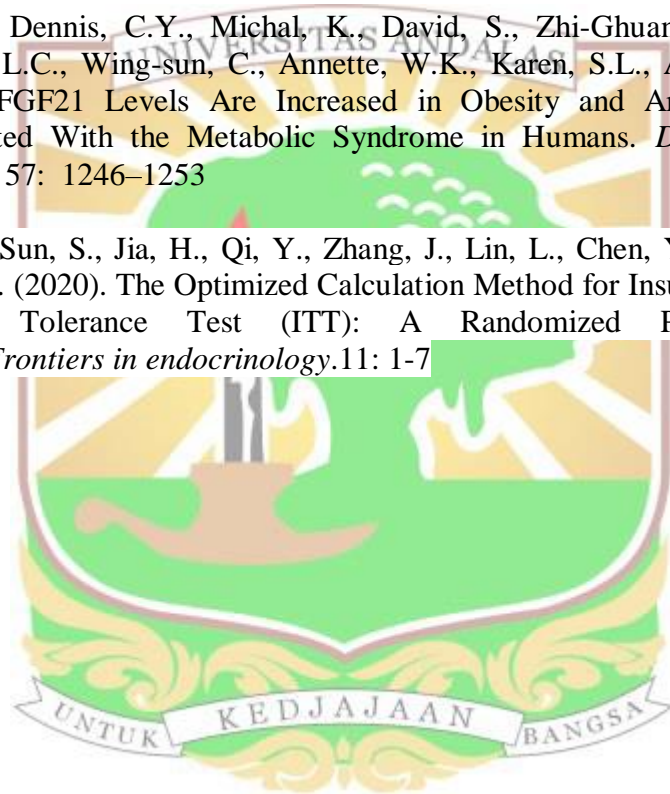 Dennis, C.Y., Michal, K., David, S., Zhi-Ghuan
UNIVERSITAS ANDALAS
L.C., Wing-sun, C., Annette, W.K., Karen, S.L.,
FGF21 Levels Are Increased in Obesity and
ted With the Metabolic Syndrome in Humans.
57: 1246–1253
Sun, S., Jia, H., Qi, Y., Zhang, J., Lin, L., Chen,
. (2020). The Optimized Calculation Method for Insu
Tolerance Test (ITT): A Randomized
Frontiers in endocrinology.11: 1-7
UNTUK KEDJAJAAN BANGSA